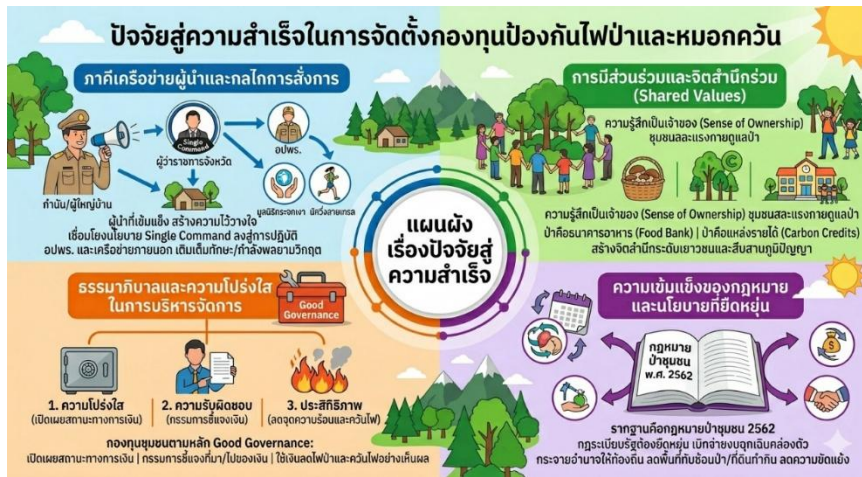 ปัจจัยสู่ความสำเร็จในการจัดตั้งกองทุนป้องกันไฟป่าและหมอกควัน
ภาคีเครือข่ายผู้นำและกลไกการสั่งการ
Single
Command
ผู้ว่าราชการจังหวัด
อปพร.
กำนัน/ผู้ใหญ่บ้าน
มูลนิธิกระจกเงา
นักวิ่งลายเทรล
ผู้นำที่เข้มแข็ง สร้างความไว้วางใจ
เชื่อมโยงนโยบาย Single Command ลงสู่การปฏิบัติ
อปพร. และเครือข่ายภายนอก เติมเต็มทักษะ/กำลังพลยามวิกฤต
การมีส่วนร่วมและจิตสำนึกร่วม
(Shared Values)
ความรู้สึกเป็นเจ้าของ (Sense of Ownership)
ชุมชนสละแรงกายดูแลป่า
C
ความรู้สึกเป็นเจ้าของ (Sense of Ownership) ชุมชนสละแรงกายดูแลป่า
ป่าคือธนาคารอาหาร (Food Bank) | ป่าคือแหล่งรายได้ (Carbon Credits)
สร้างจิตสำนึกระดับเยาวชนและสืบสานภูมิปัญญา
แผนผัง
เรื่องปัจจัยสู่
ความสำเร็จ
ธรรมาภิบาลและความโปร่งใส
ในการบริหารจัดการ
Good
Governance
1. ความโปร่งใส
(เปิดเผยสถานะทางการเงิน)
2. ความรับผิดชอบ
(กรรมการชี้แจงเงิน)
3. ประสิทธิภาพ
(ลดจุดความร้อนและควันไฟ)
กองทุนชุมชนตามหลัก Good Governance:
เปิดเผยสถานะทางการเงิน | กรรมการชี้แจงที่มา/ไปของเงิน | ใช้เงินลดไฟป่าและควันไฟอย่างเห็นผล
ความเข้มแข็งของกฎหมาย
และนโยบายที่ยืดหยุ่น
กฎหมาย
ป่าชุมชน
พ.ศ. 2562
รากฐานคือกฎหมายป่าชุมชน 2562
กฎระเบียบรัฐต้องยืดหยุ่น เบิกจ่ายงบฉุกเฉินคล่องตัว
กระจายอำนาจให้ท้องถิ่น ลดพื้นที่ทับซ้อนป่า/ที่ดินทำกิน ลดความขัดแย้ง